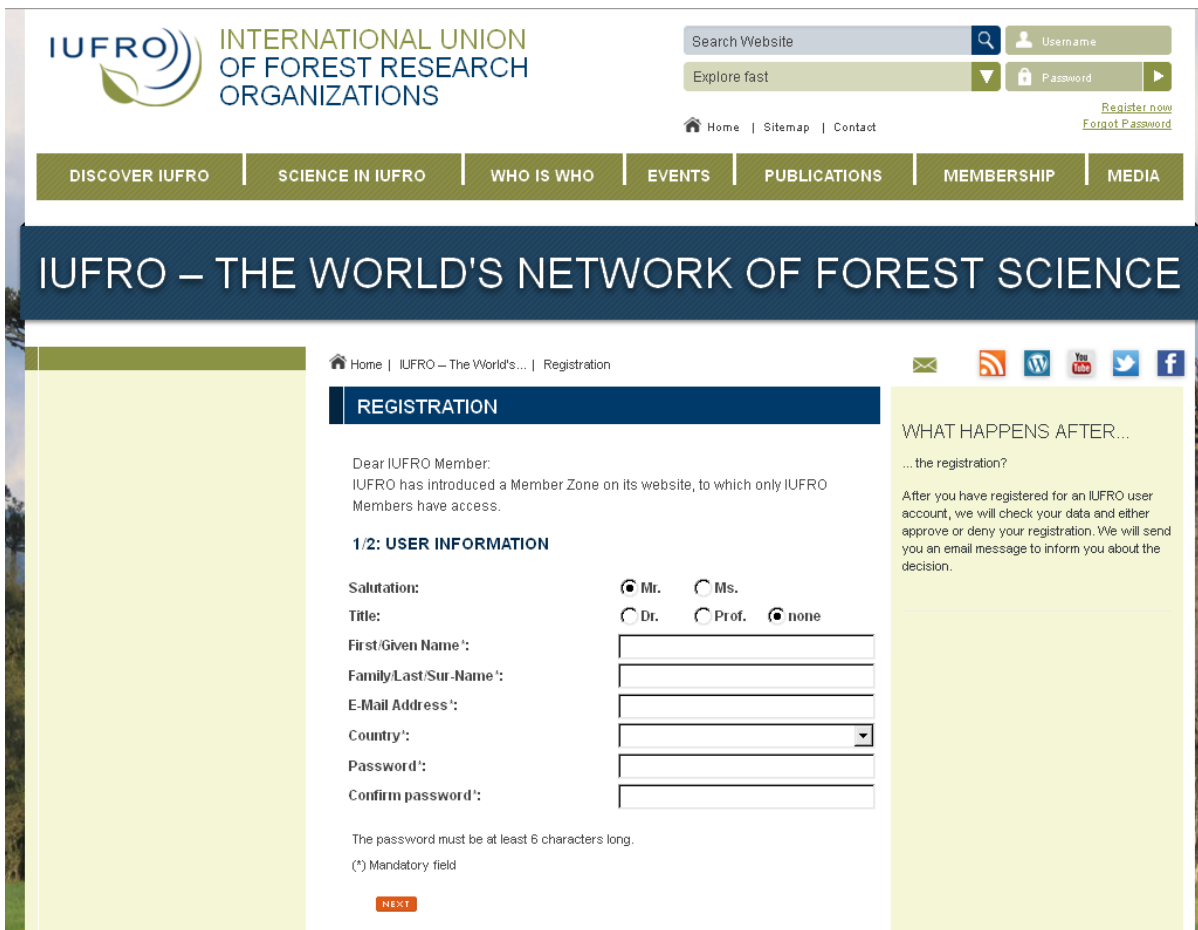 IUFRO
INTERNATIONAL UNION
OF FOREST RESEARCH
ORGANIZATIONS
Search Website
Username
Explore fast
Password
Register now
Forgot Password
Home | Sitemap | Contact
DISCOVER IUFRO
SCIENCE IN IUFRO
WHO IS WHO
EVENTS
PUBLICATIONS
MEMBERSHIP
MEDIA
IUFRO – THE WORLD'S NETWORK OF FOREST SCIENCE
Home | IUFRO – The World's... | Registration
You
Tube
REGISTRATION
Dear IUFRO Member:
IUFRO has introduced a Member Zone on its website, to which only IUFRO
Members have access.
1/2: USER INFORMATION
Salutation: Mr. Ms.
Title: Dr. Prof. none
First/Given Name*:
Family/Last/Sur-Name*:
E-Mail Address*:
Country*:
Password*:
Confirm password*:
The password must be at least 6 characters long.
(*) Mandatory field
NEXT
WHAT HAPPENS AFTER...
... the registration?
After you have registered for an IUFRO user
account, we will check your data and either
approve or deny your registration. We will send
you an email message to inform you about the
decision.